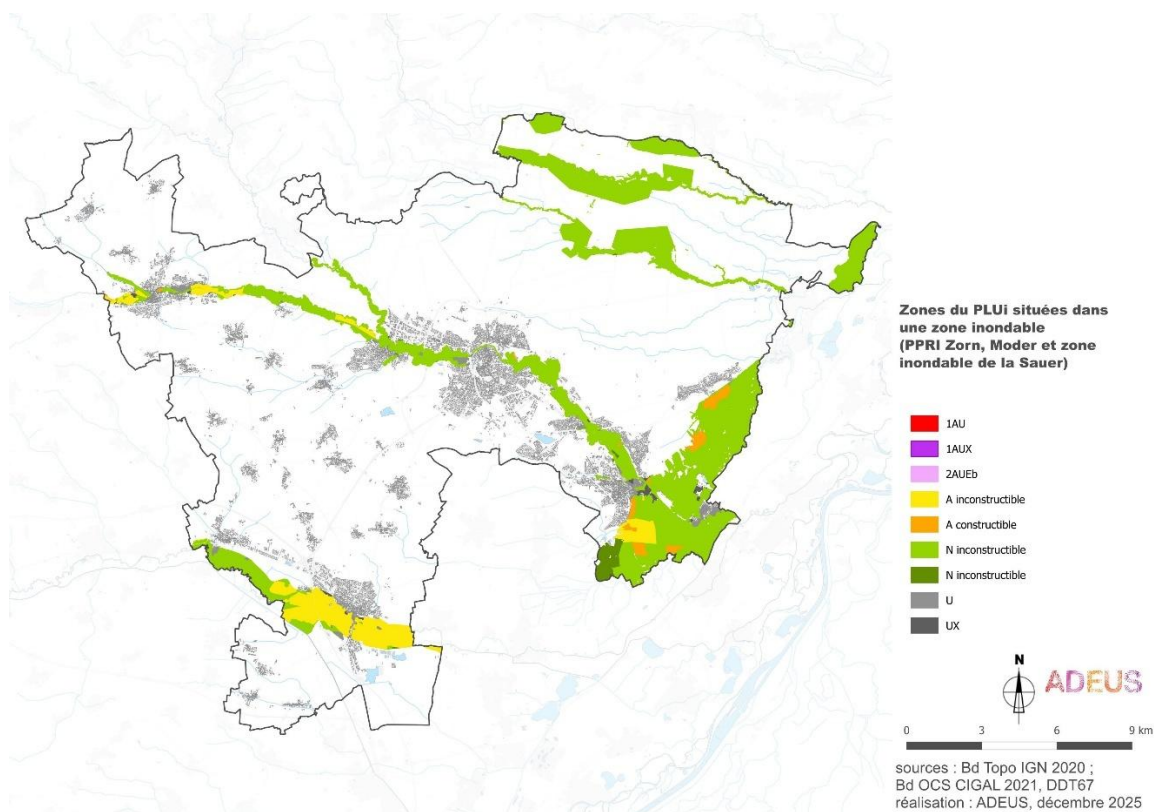 Zones du PLUi situées dans
une zone inondable
(PPRI Zorn, Moder et zone
inondable de la Sauer)
1AU
1AUX
2AUEb
A inconstructible
A constructible
N inconstructible
N inconstructible
U
UX
N
ADEUS
0 3 6 9 km
sources : Bd Topo IGN 2020 ;
Bd OCS CIGAL 2021, DDT67
réalisation : ADEUS, décembre 2025